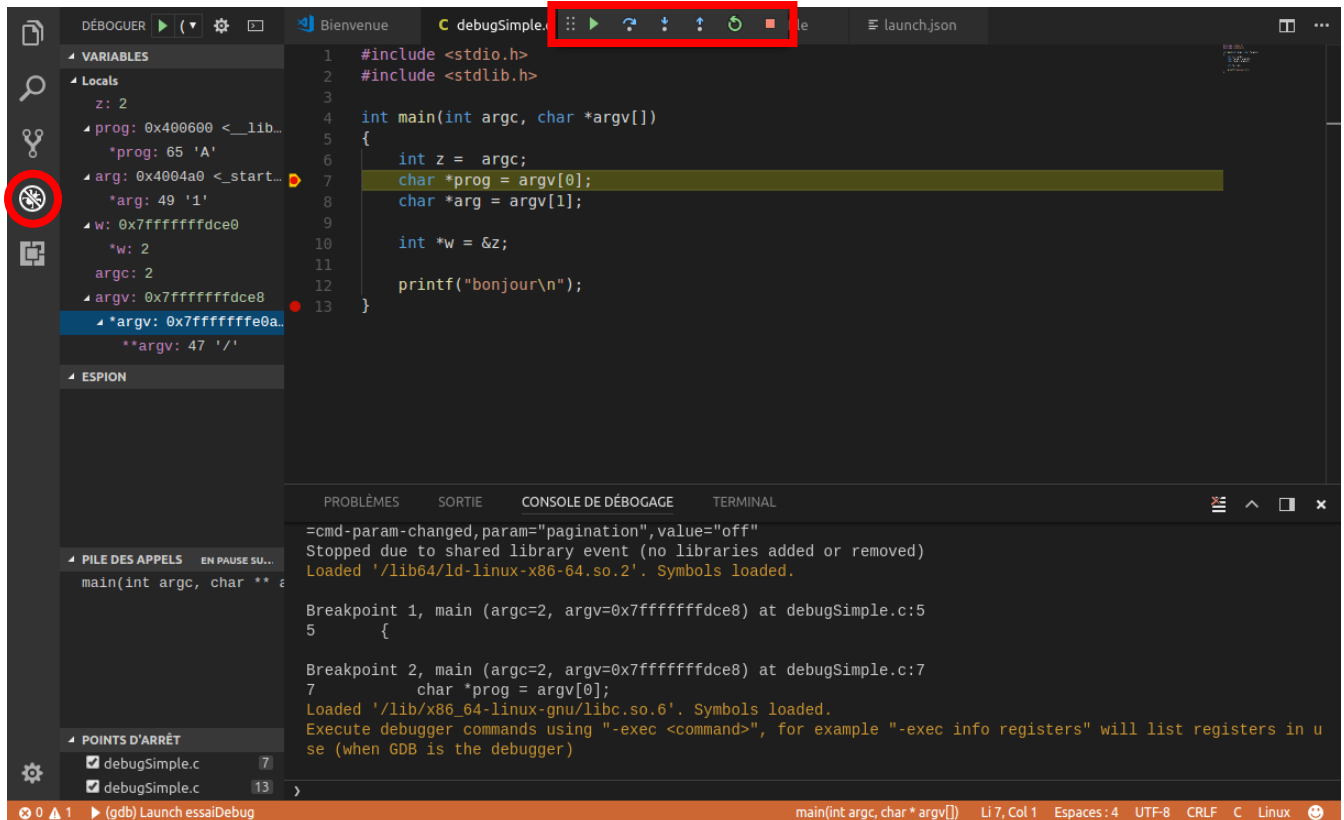 DÉBOGUER ( Bienvenue C debugSimple.c launch.json ...
VARIABLES
Locals
z: 2
prog: 0x400600 <__lib...
*prog: 65 'A'
arg: 0x4004a0 <_start...
*arg: 49 '1'
w: 0x7fffffffdce0
*w: 2
argc: 2
argv: 0x7fffffffdce8
*argv: 0x7fffffffe0a...
**argv: 47 '/'
ESPION
PILE DES APPELS EN PAUSE SU...
main(int argc, char ** a
POINTS D'ARRÊT
debugSimple.c 7
debugSimple.c 13
1 #include <stdio.h>
2 #include <stdlib.h>
3
4 int main(int argc, char *argv[])
5 {
6 int z =  argc;
7 char *prog = argv[0];
8 char *arg = argv[1];
9
10 int *w = &z;
11
12 printf("bonjour\n");
13 }
PROBLÈMES SORTIE CONSOLE DE DÉBOGAGE TERMINAL
=cmd-param-changed,param="pagination",value="off"
Stopped due to shared library event (no libraries added or removed)
Loaded '/lib64/ld-linux-x86-64.so.2'. Symbols loaded.
Breakpoint 1, main (argc=2, argv=0x7fffffffdce8) at debugSimple.c:5
5 {
Breakpoint 2, main (argc=2, argv=0x7fffffffdce8) at debugSimple.c:7
7 char *prog = argv[0];
Loaded '/lib/x86_64-linux-gnu/libc.so.6'. Symbols loaded.
Execute debugger commands using "-exec <command>", for example "-exec info registers" will list registers in u
se (when GDB is the debugger)
0 1 (gdb) Launch essaiDebug main(int argc, char * argv[]) Li 7, Col 1 Espaces : 4 UTF-8 CRLF C Linux